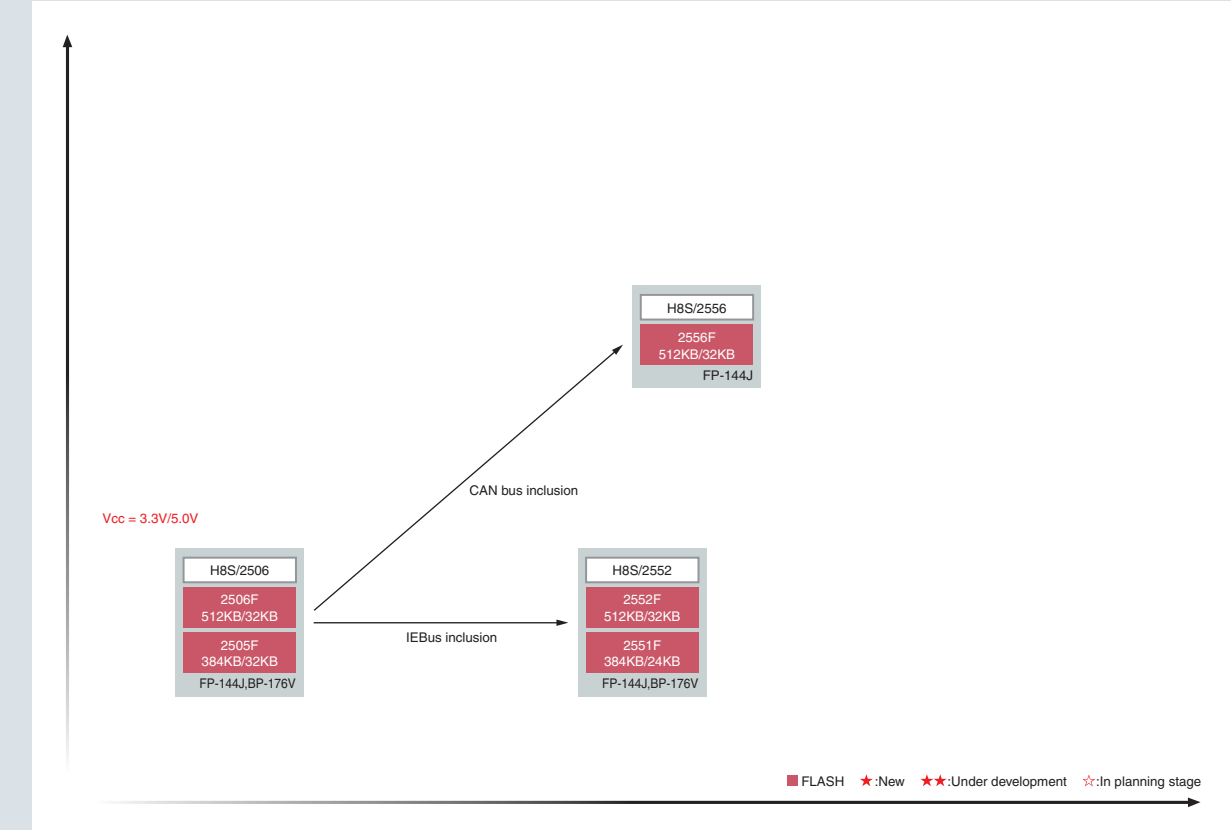 H8S/2556
2556F
512KB/32KB
FP-144J
CAN bus inclusion
Vcc = 3.3V/5.0V
H8S/2506
2506F
512KB/32KB
2505F
384KB/32KB
FP-144J,BP-176V
IEBus inclusion
H8S/2552
2552F
512KB/32KB
2551F
384KB/24KB
FP-144J,BP-176V
FLASH ★:New ★★:Under development ☆:In planning stage